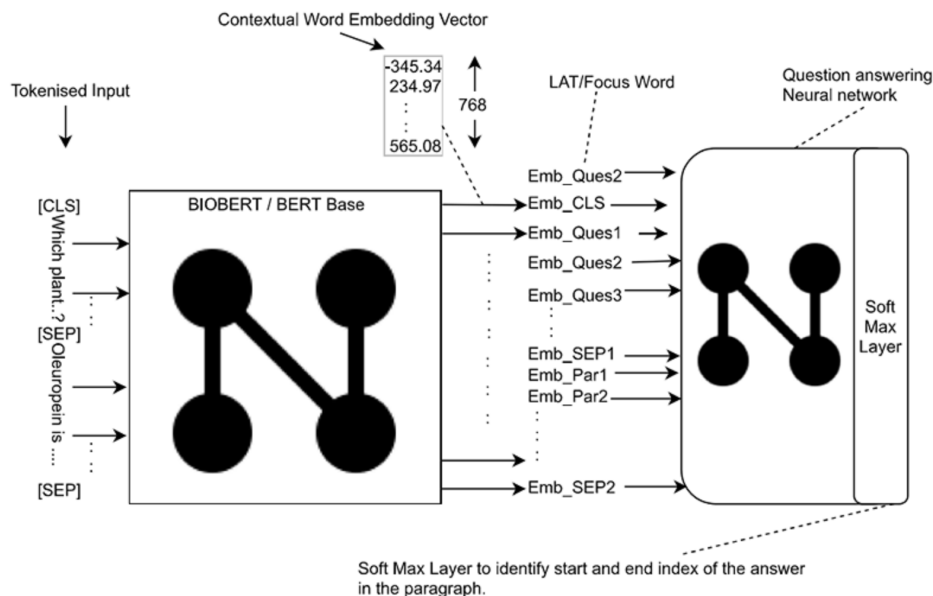 Contextual Word Embedding Vector
-345.34
234.97
565.08
768
Tokenised Input
LAT/Focus Word
Question answering
Neural network
[CLS]
Which plant..?
[SEP]
Oleuropein is ....
[SEP]
BIOBERT / BERT Base
Emb_Ques2
Emb_CLS
Emb_Ques1
Emb_Ques2
Emb_Ques3
Emb_SEP1
Emb_Par1
Emb_Par2
Emb_SEP2
Soft
Max
Layer
Soft Max Layer to identify start and end index of the answer
in the paragraph.